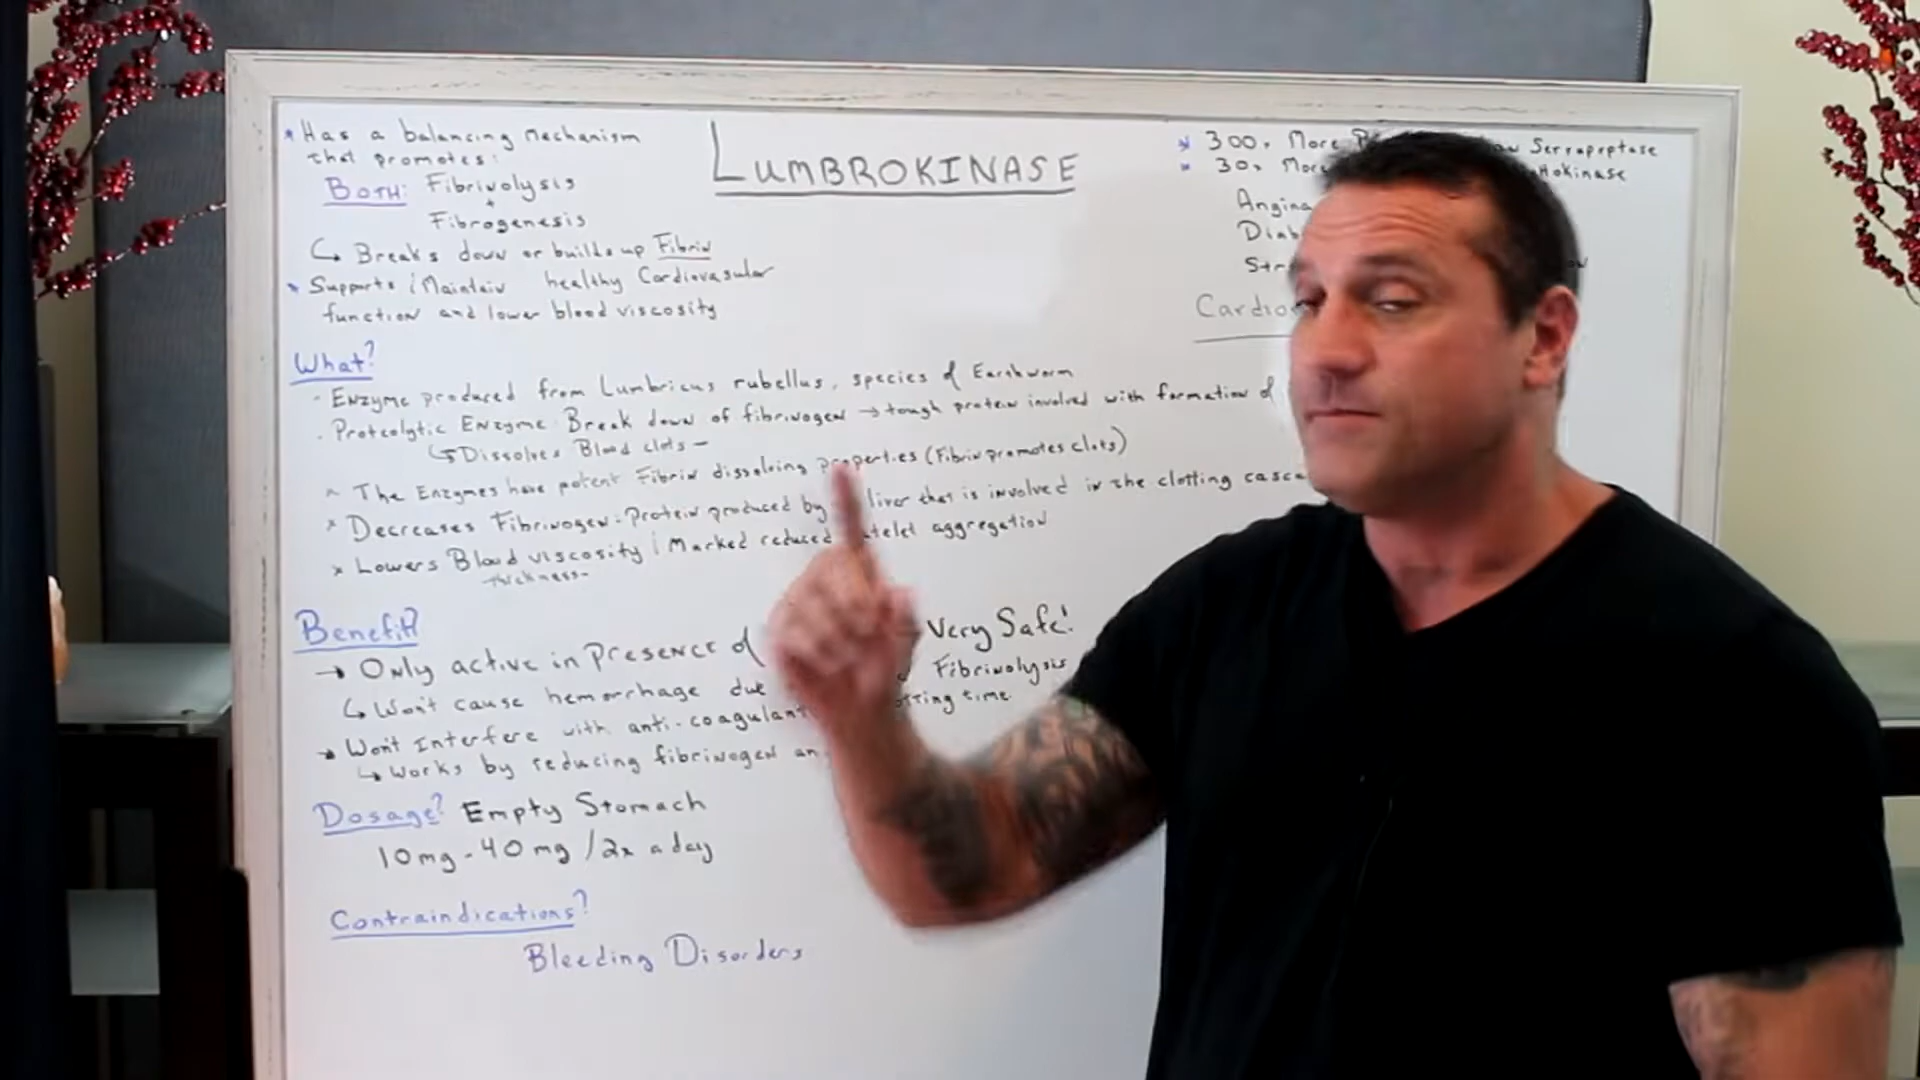 * Has a balancing mechanism
that promotes:
BOTH: Fibrinolysis
+
Fibrogenesis
↳ Breaks down or builds up Fibrin
* Supports / Maintain healthy Cardiovasular
function and lower blood viscosity
LUMBROKINASE
* 300x More Serrapeptase
* 30x More
Angina
Cardio
What?
· Enzyme produced from Lumbricus rubellus, species of Earthworm
· Proteolytic Enzyme: Break down of fibrinogen → tough protein involved with formation of
↳ Dissolves Blood clots -
* The Enzymes have potent Fibrin dissolving properties (Fibrin promotes clots)
* Decreases Fibrinogen: Protein produced by liver that is involved in the clotting
* Lowers Blood viscosity / Marked reduced aggregation
Thickness-
Benefit?
→ Only active in presence of Very Safe!
↳ Won't cause hemorrhage due Fibrinolysis
→ Won't Interfere with anti-coagulant time.
↳ Works by reducing fibrinogen
Dosage? Empty Stomach
10mg - 40mg / 2x a day
Contraindications?
Bleeding Disorders